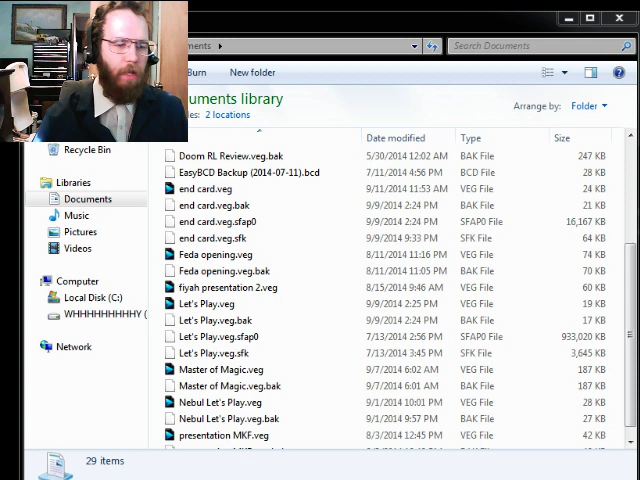 ments
Search Documents
Burn New folder
uments library
es: 2 locations
Arrange by: Folder
Date modified Type Size
Recycle Bin
Libraries
Documents
Music
Pictures
Videos
Computer
Local Disk (C:)
WHHHHHHHHHY (
Network
Doom RL Review.veg.bak 5/30/2014 12:02 AM BAK File 247 KB
EasyBCD Backup (2014-07-11).bcd 7/11/2014 4:56 PM BCD File 28 KB
end card.veg 9/11/2014 11:53 AM VEG File 24 KB
end card.veg.bak 9/9/2014 2:24 PM BAK File 21 KB
end card.veg.sfap0 9/9/2014 2:24 PM SFAP0 File 16,167 KB
end card.veg.sfk 9/9/2014 9:33 PM SFK File 64 KB
Feda opening.veg 8/11/2014 11:16 PM VEG File 74 KB
Feda opening.veg.bak 8/11/2014 11:05 PM BAK File 70 KB
fiyah presentation 2.veg 8/15/2014 9:46 AM VEG File 60 KB
Let's Play.veg 9/9/2014 2:25 PM VEG File 19 KB
Let's Play.veg.bak 9/9/2014 2:24 PM BAK File 17 KB
Let's Play.veg.sfap0 7/13/2014 2:56 PM SFAP0 File 933,020 KB
Let's Play.veg.sfk 7/13/2014 3:45 PM SFK File 3,645 KB
Master of Magic.veg 9/7/2014 6:02 AM VEG File 187 KB
Master of Magic.veg.bak 9/7/2014 6:01 AM BAK File 187 KB
Nebul Let's Play.veg 9/1/2014 10:01 PM VEG File 28 KB
Nebul Let's Play.veg.bak 9/1/2014 9:57 PM BAK File 27 KB
presentation MKF.veg 8/3/2014 12:45 PM VEG File 42 KB
29 items